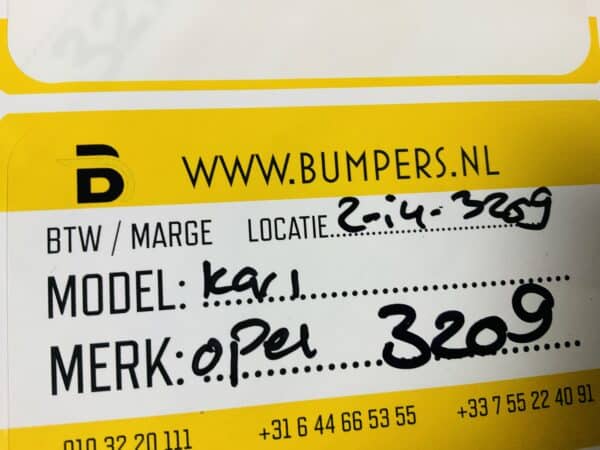 WWW.BUMPERS.NL
BTW / MARGE LOCATIE 2-i4-3209
MODEL: karl
MERK: opel 3209
010 32 20 111 +31 6 44 66 53 55 +33 7 55 22 40 91